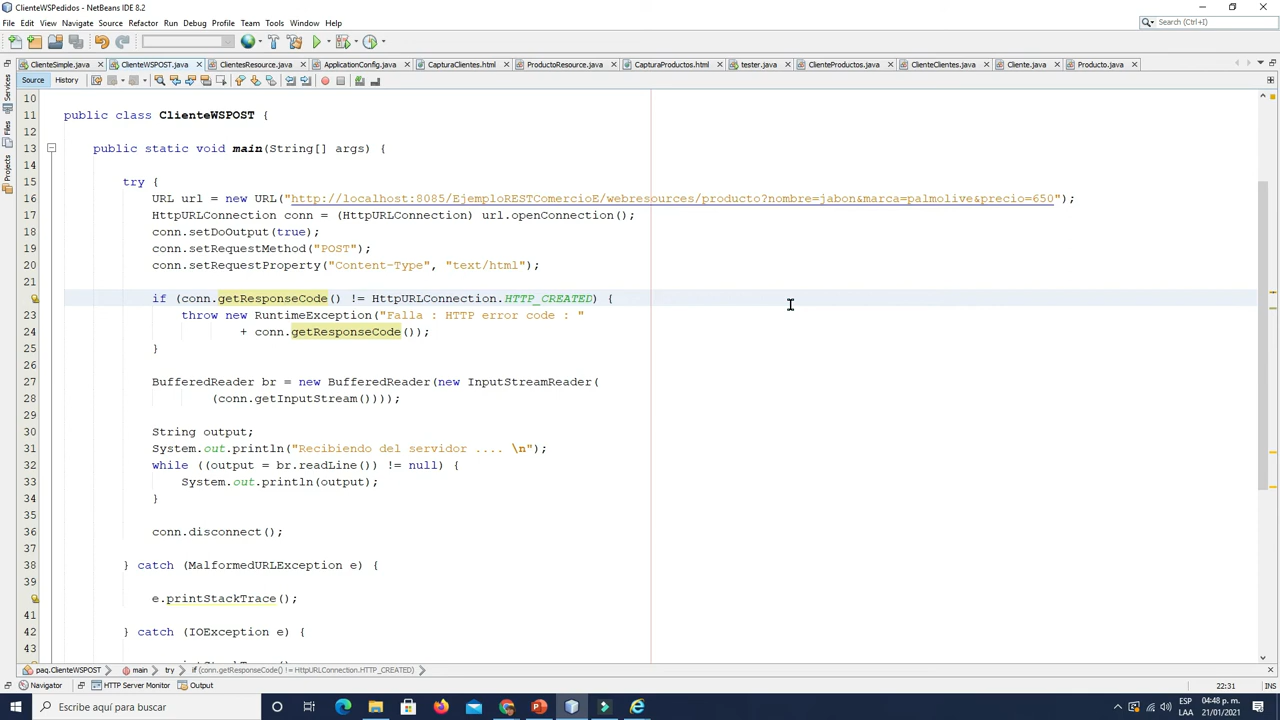 ClienteWSPedidos - NetBeans IDE 8.2
File Edit View Navigate Source Refactor Run Debug Profile Team Tools Window Help
Search (Ctrl+I)
ClienteSimple.java ClienteWSPOST.java ClientesResource.java ApplicationConfig.java CapturaClientes.html ProductoResource.java CapturaProductos.html tester.java ClienteProductos.java ClienteClientes.java Cliente.java Producto.java
Source History
Services
Files
Projects
10
11 public class ClienteWSPOST {
12
13 public static void main(String[] args) {
14
15 try {
16 URL url = new URL("http://localhost:8085/EjemploRESTComercioE/webresources/producto?nombre=jabon&marca=palmolive&precio=650");
17 HttpURLConnection conn = (HttpURLConnection) url.openConnection();
18 conn.setDoOutput(true);
19 conn.setRequestMethod("POST");
20 conn.setRequestProperty("Content-Type", "text/html");
21
if (conn.getResponseCode() != HttpURLConnection.HTTP_CREATED) {
23 throw new RuntimeException("Falla : HTTP error code : "
24 + conn.getResponseCode());
25 }
26
27 BufferedReader br = new BufferedReader(new InputStreamReader(
28 (conn.getInputStream())));
29
30 String output;
31 System.out.println("Recibiendo del servidor .... \n");
32 while ((output = br.readLine()) != null) {
33 System.out.println(output);
34 }
35
36 conn.disconnect();
37
38 } catch (MalformedURLException e) {
39
e.printStackTrace();
41
42 } catch (IOException e) {
43
paq.ClienteWSPOST main try if (conn.getResponseCode() != HttpURLConnection.HTTP_CREATED)
Navigator HTTP Server Monitor Output
22:31 INS
Escribe aquí para buscar
ESP 04:48 p. m.
LAA 21/01/2021